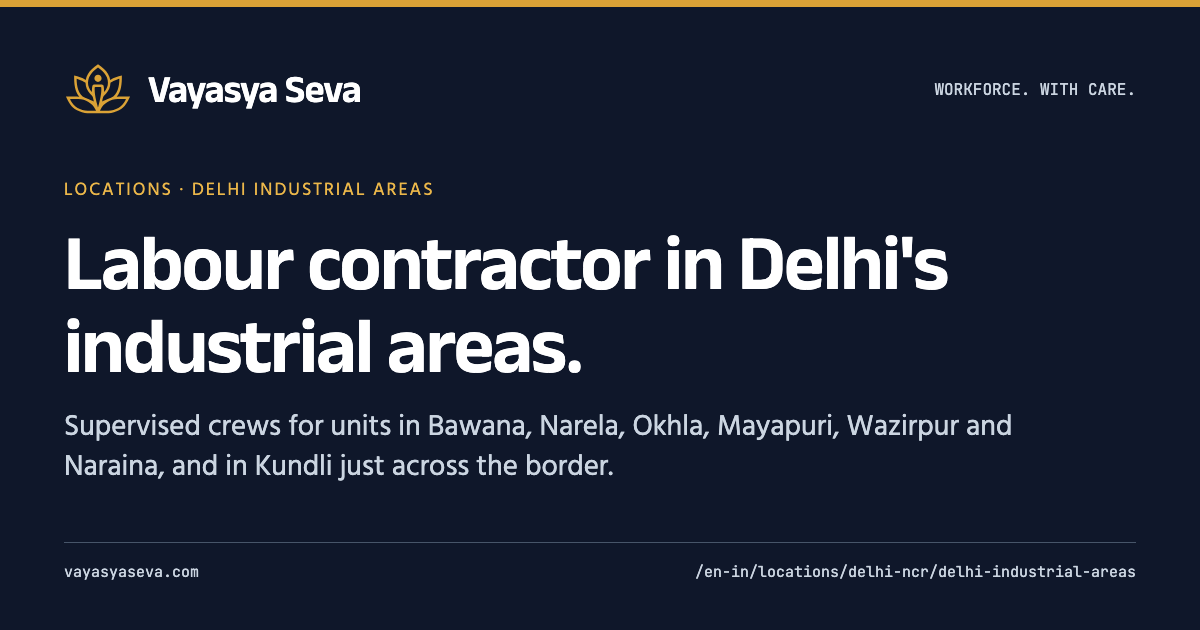 Vayasya Seva
WORKFORCE. WITH CARE.
LOCATIONS · DELHI INDUSTRIAL AREAS
Labour contractor in Delhi's
industrial areas.
Supervised crews for units in Bawana, Narela, Okhla, Mayapuri, Wazirpur and
Naraina, and in Kundli just across the border.
vayasyaseva.com
/en-in/locations/delhi-ncr/delhi-industrial-areas